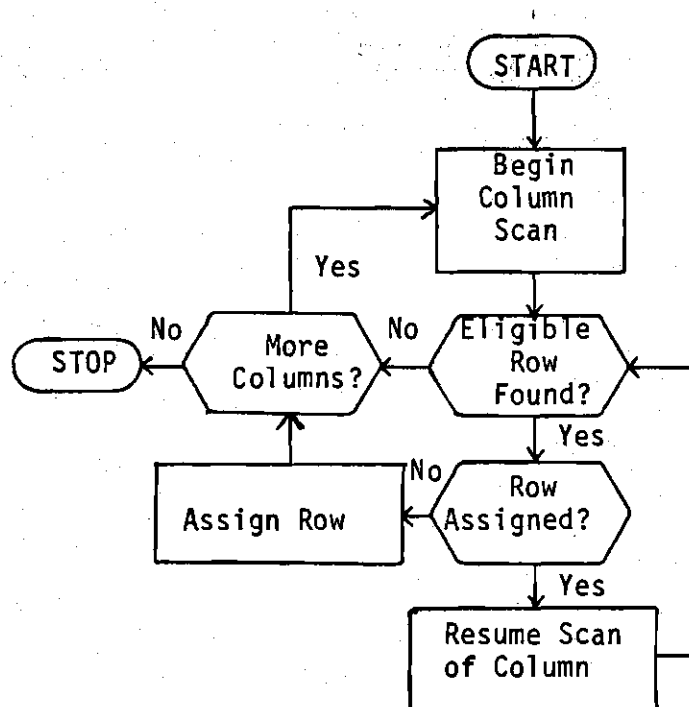 START
Begin
Column
Scan
Yes
No
More
Columns?
STOP
No
Eligible
Row
Found?
Yes
No
Row
Assigned?
Assign Row
Yes
Resume Scan
of Column